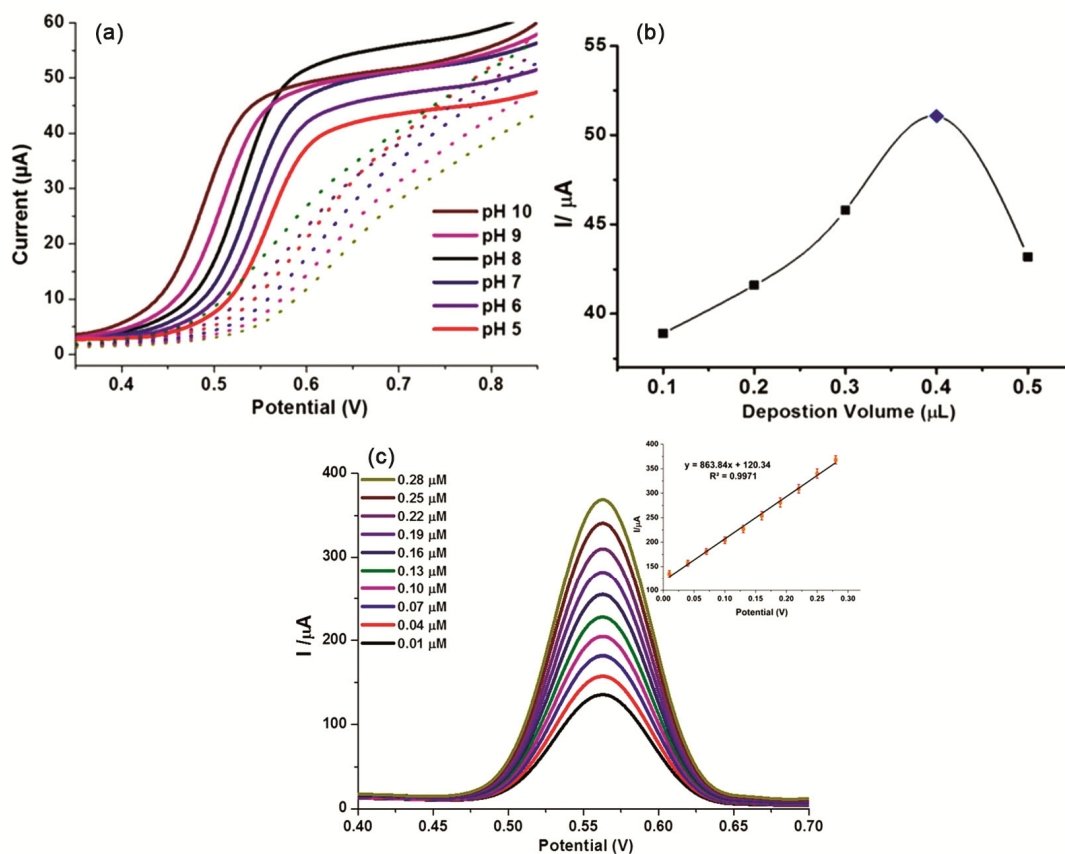 (a)
60
50
40
30
20
10
0
Current (µA)
pH 10
pH 9
pH 8
pH 7
pH 6
pH 5
0.4 0.5 0.6 0.7 0.8
Potential (V)
(b)
55
50
45
40
I/ µA
0.1 0.2 0.3 0.4 0.5
Depostion Volume (µL)
(c)
400
300
200
100
0
I /µA
0.28 µM
0.25 µM
0.22 µM
0.19 µM
0.16 µM
0.13 µM
0.10 µM
0.07 µM
0.04 µM
0.01 µM
0.40 0.45 0.50 0.55 0.60 0.65 0.70
Potential (V)
400
350
300
250
200
150
100
I/µA
y = 863.84x + 120.34
R² = 0.9971
0.00 0.05 0.10 0.15 0.20 0.25 0.30
Potential (V)